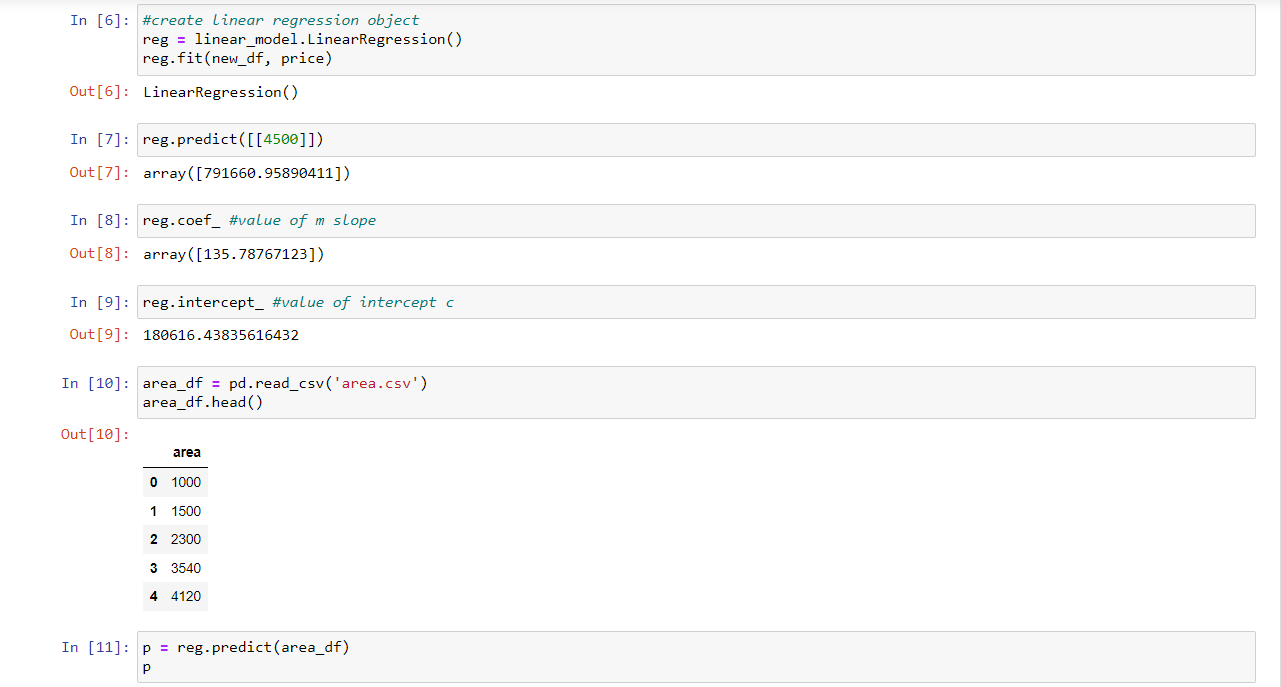 In [6]: #create linear regression object
reg = linear_model.LinearRegression()
reg.fit(new_df, price)
Out[6]: LinearRegression()
In [7]: reg.predict([[4500]])
Out[7]: array([791660.95890411])
In [8]: reg.coef_ #value of m slope
Out[8]: array([135.78767123])
In [9]: reg.intercept_ #value of intercept c
Out[9]: 180616.43835616432
In [10]: area_df = pd.read_csv('area.csv')
area_df.head()
Out[10]:
area
0 1000
1 1500
2 2300
3 3540
4 4120
In [11]: p = reg.predict(area_df)
p